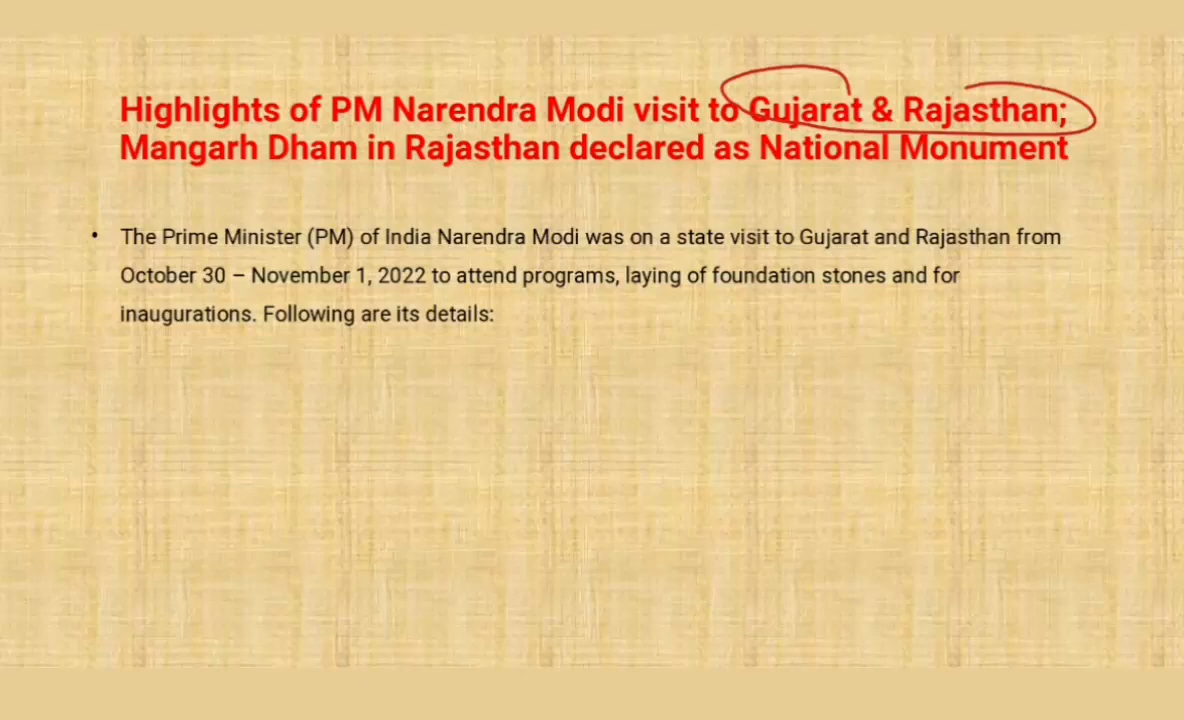 Highlights of PM Narendra Modi visit to Gujarat & Rajasthan;
Mangarh Dham in Rajasthan declared as National Monument
• The Prime Minister (PM) of India Narendra Modi was on a state visit to Gujarat and Rajasthan from
October 30 – November 1, 2022 to attend programs, laying of foundation stones and for
inaugurations. Following are its details: